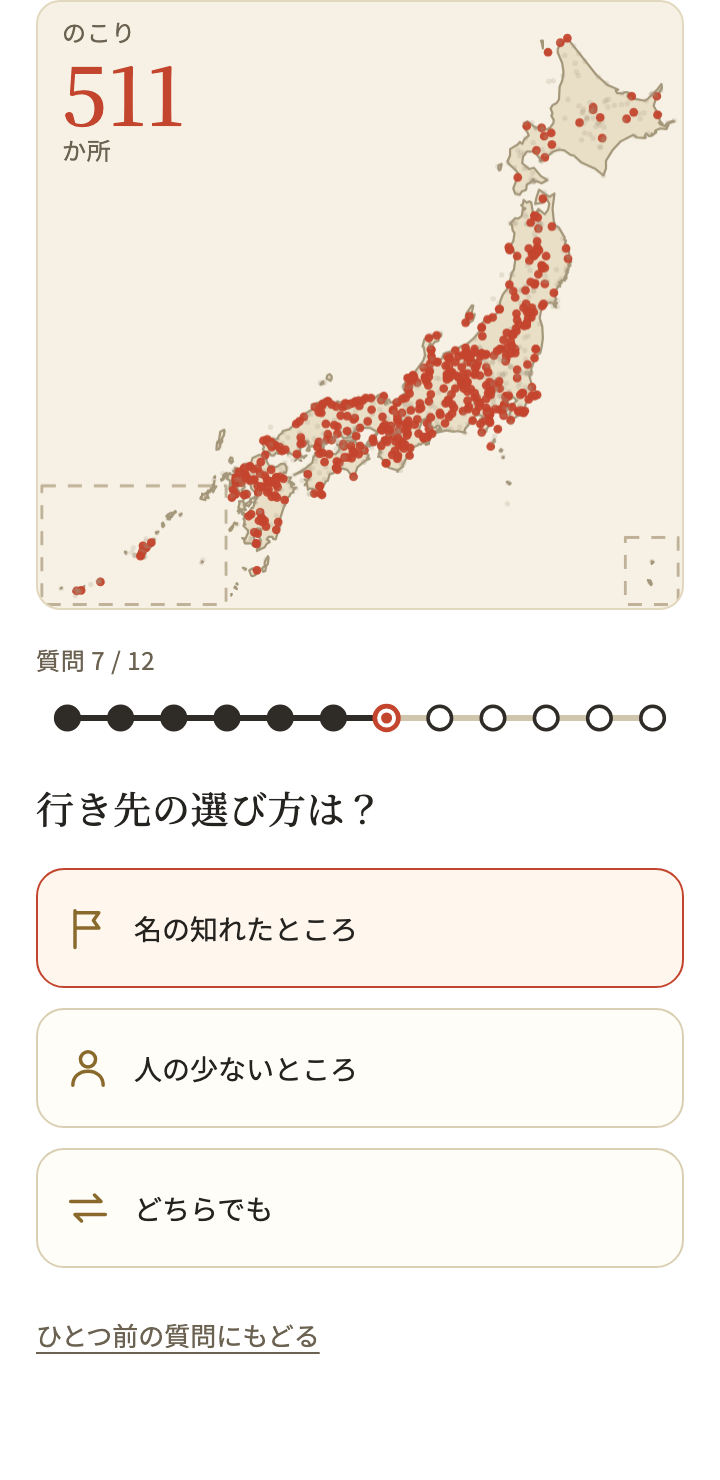 のこり
511
か所
質問 7 / 12
行き先の選び方は？
名の知れたところ
人の少ないところ
どちらでも
ひとつ前の質問にもどる